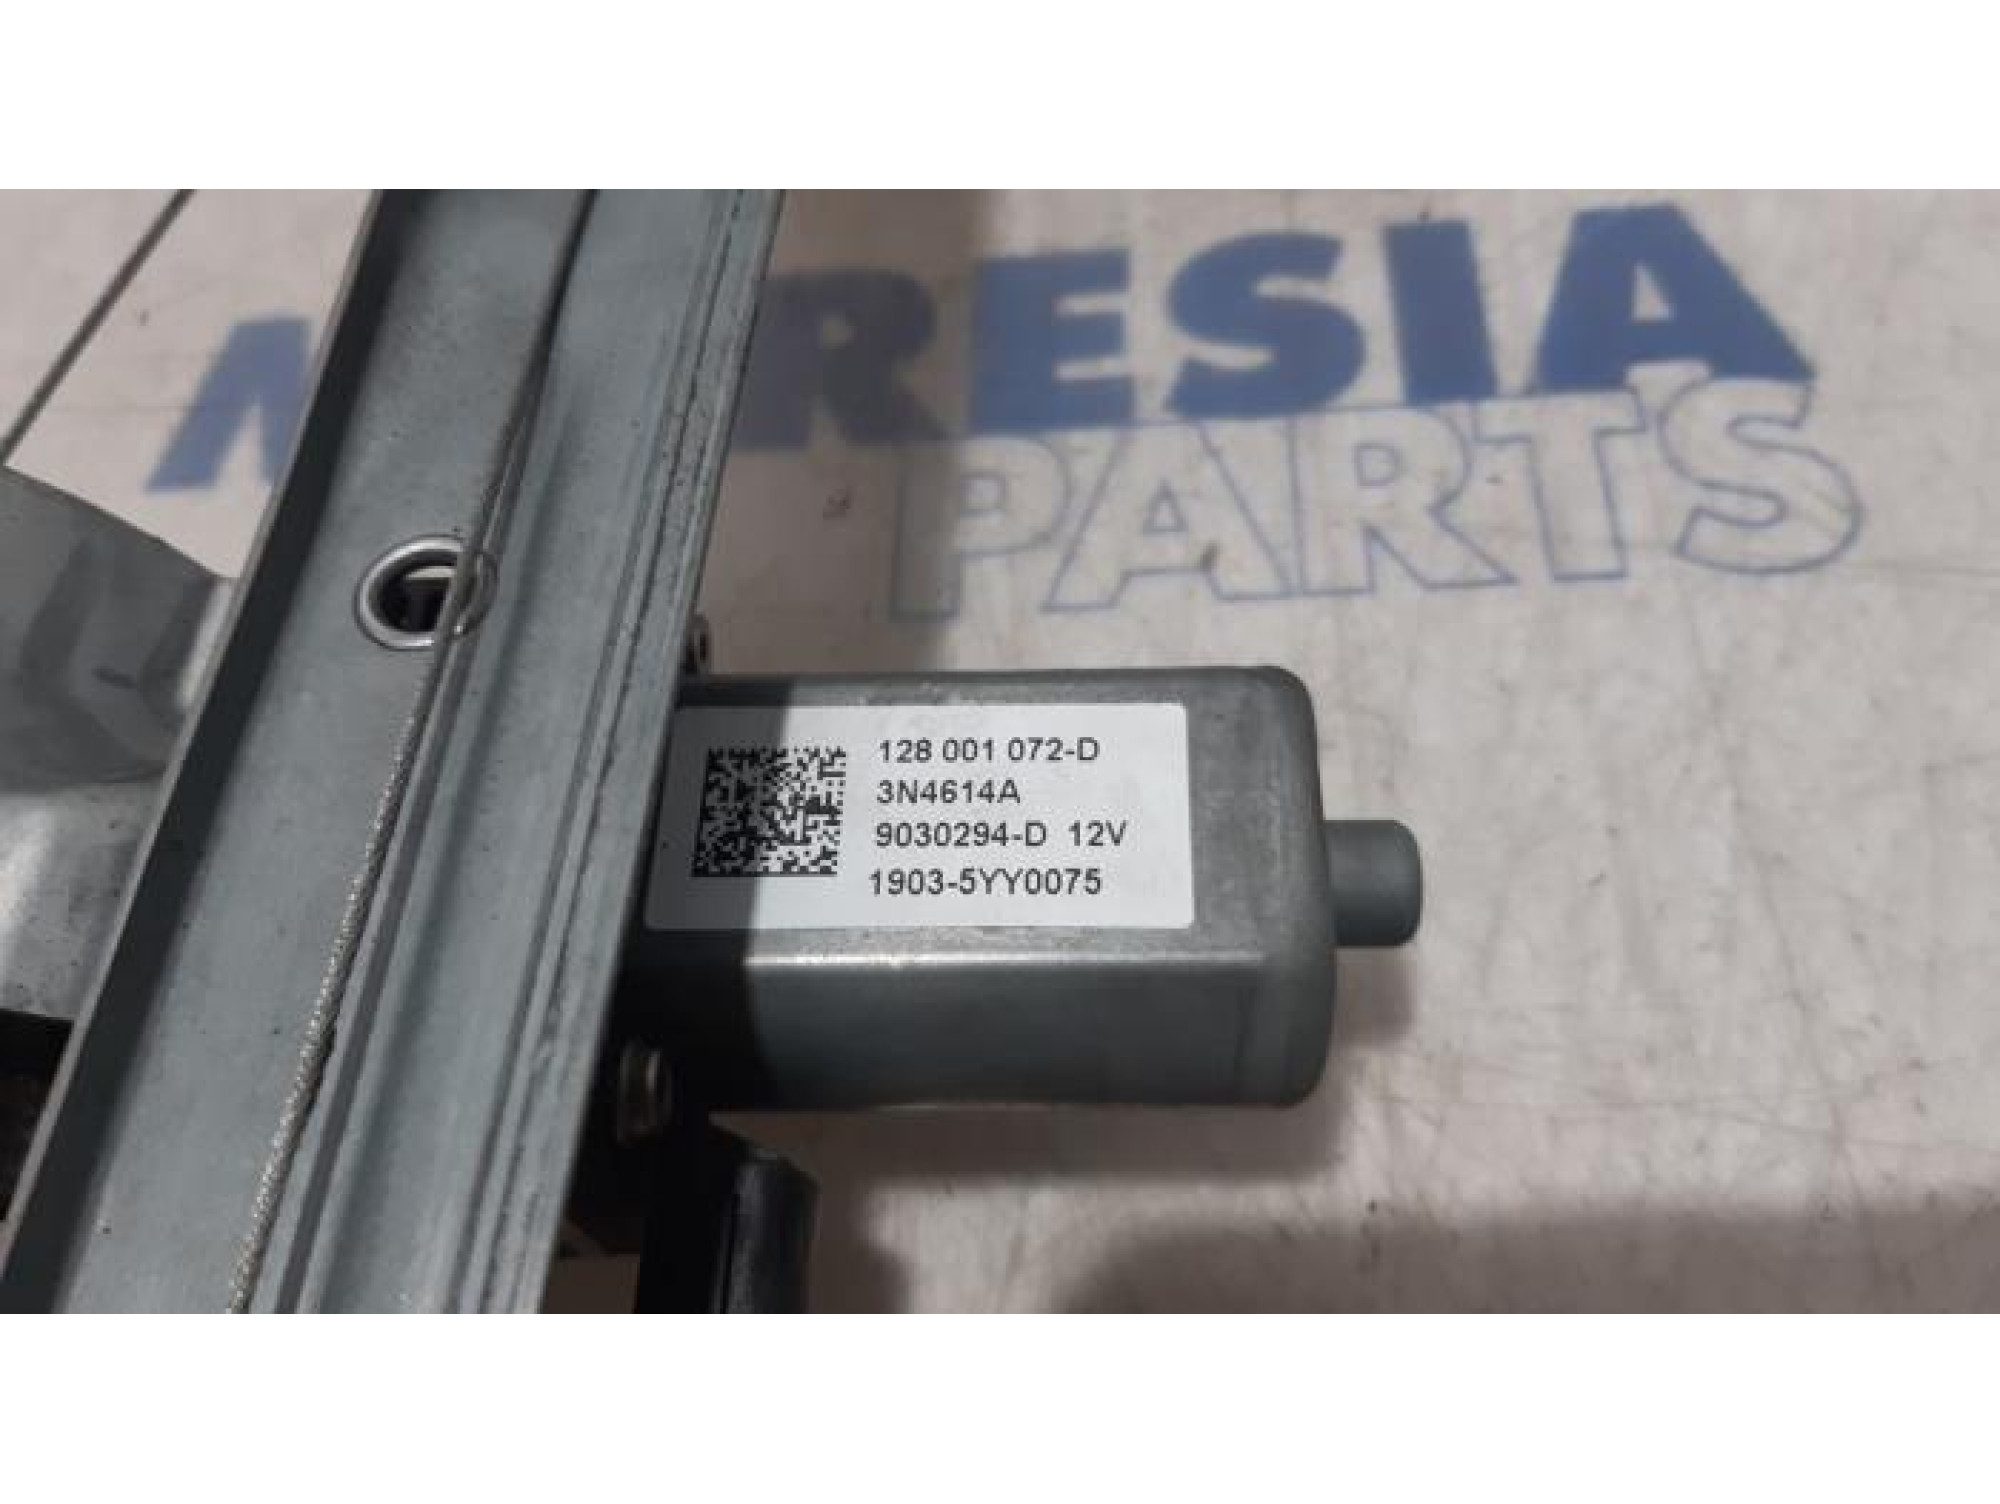 RESIA
PARTS
128 001 072-D
3N4614A
9030294-D 12V
1903-5YY0075